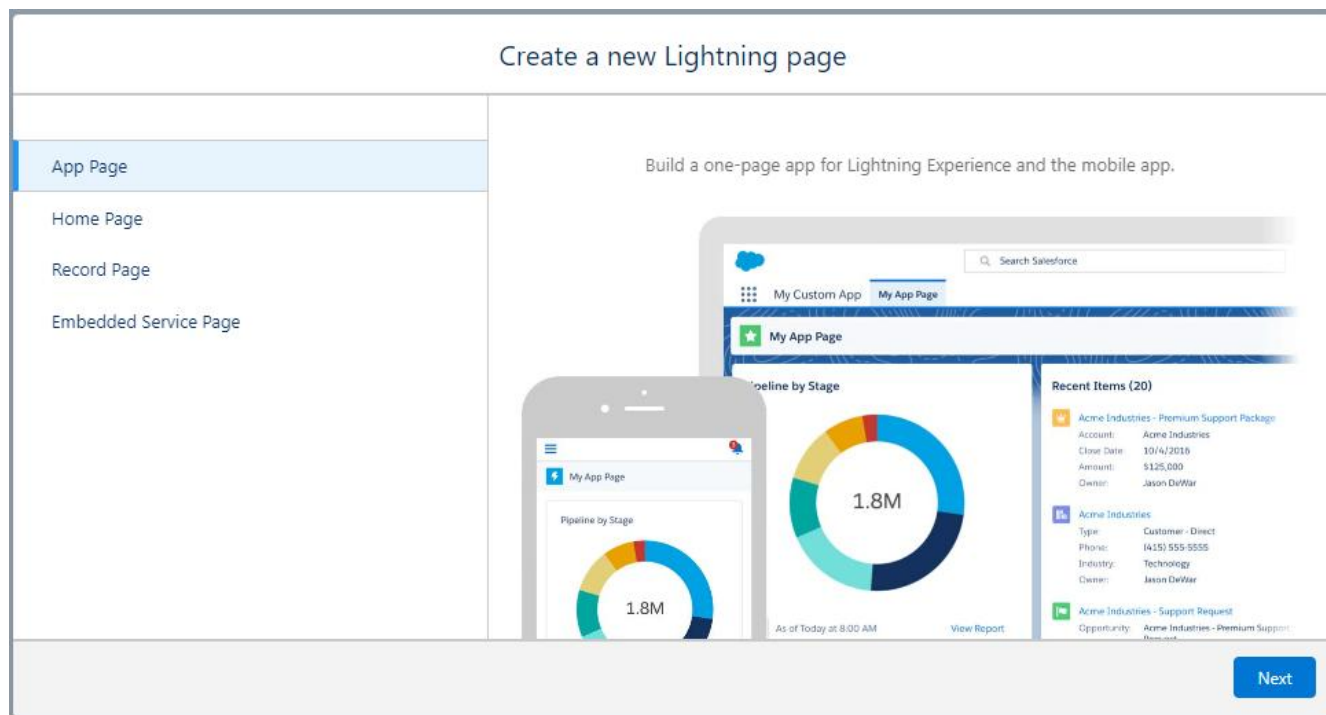 Create a new Lightning page
App Page
Home Page
Record Page
Embedded Service Page
Build a one-page app for Lightning Experience and the mobile app.
Search Salesforce
My Custom App My App Page
My App Page
peline by Stage
1.8M
As of Today at 8:00 AM View Report
Recent Items (20)
Acme Industries - Premium Support Package
Account: Acme Industries
Close Date 10/4/2016
Amount: $125,000
Owner: Jason DeWar
Acme Industries
Type: Customer - Direct
Phone: (415) 555-5555
Industry: Technology
Owner: Jason DeWar
Acme Industries - Support Request
Opportunity: Acme Industries - Premium Support
My App Page
Pipeline by Stage
1.8M
Next